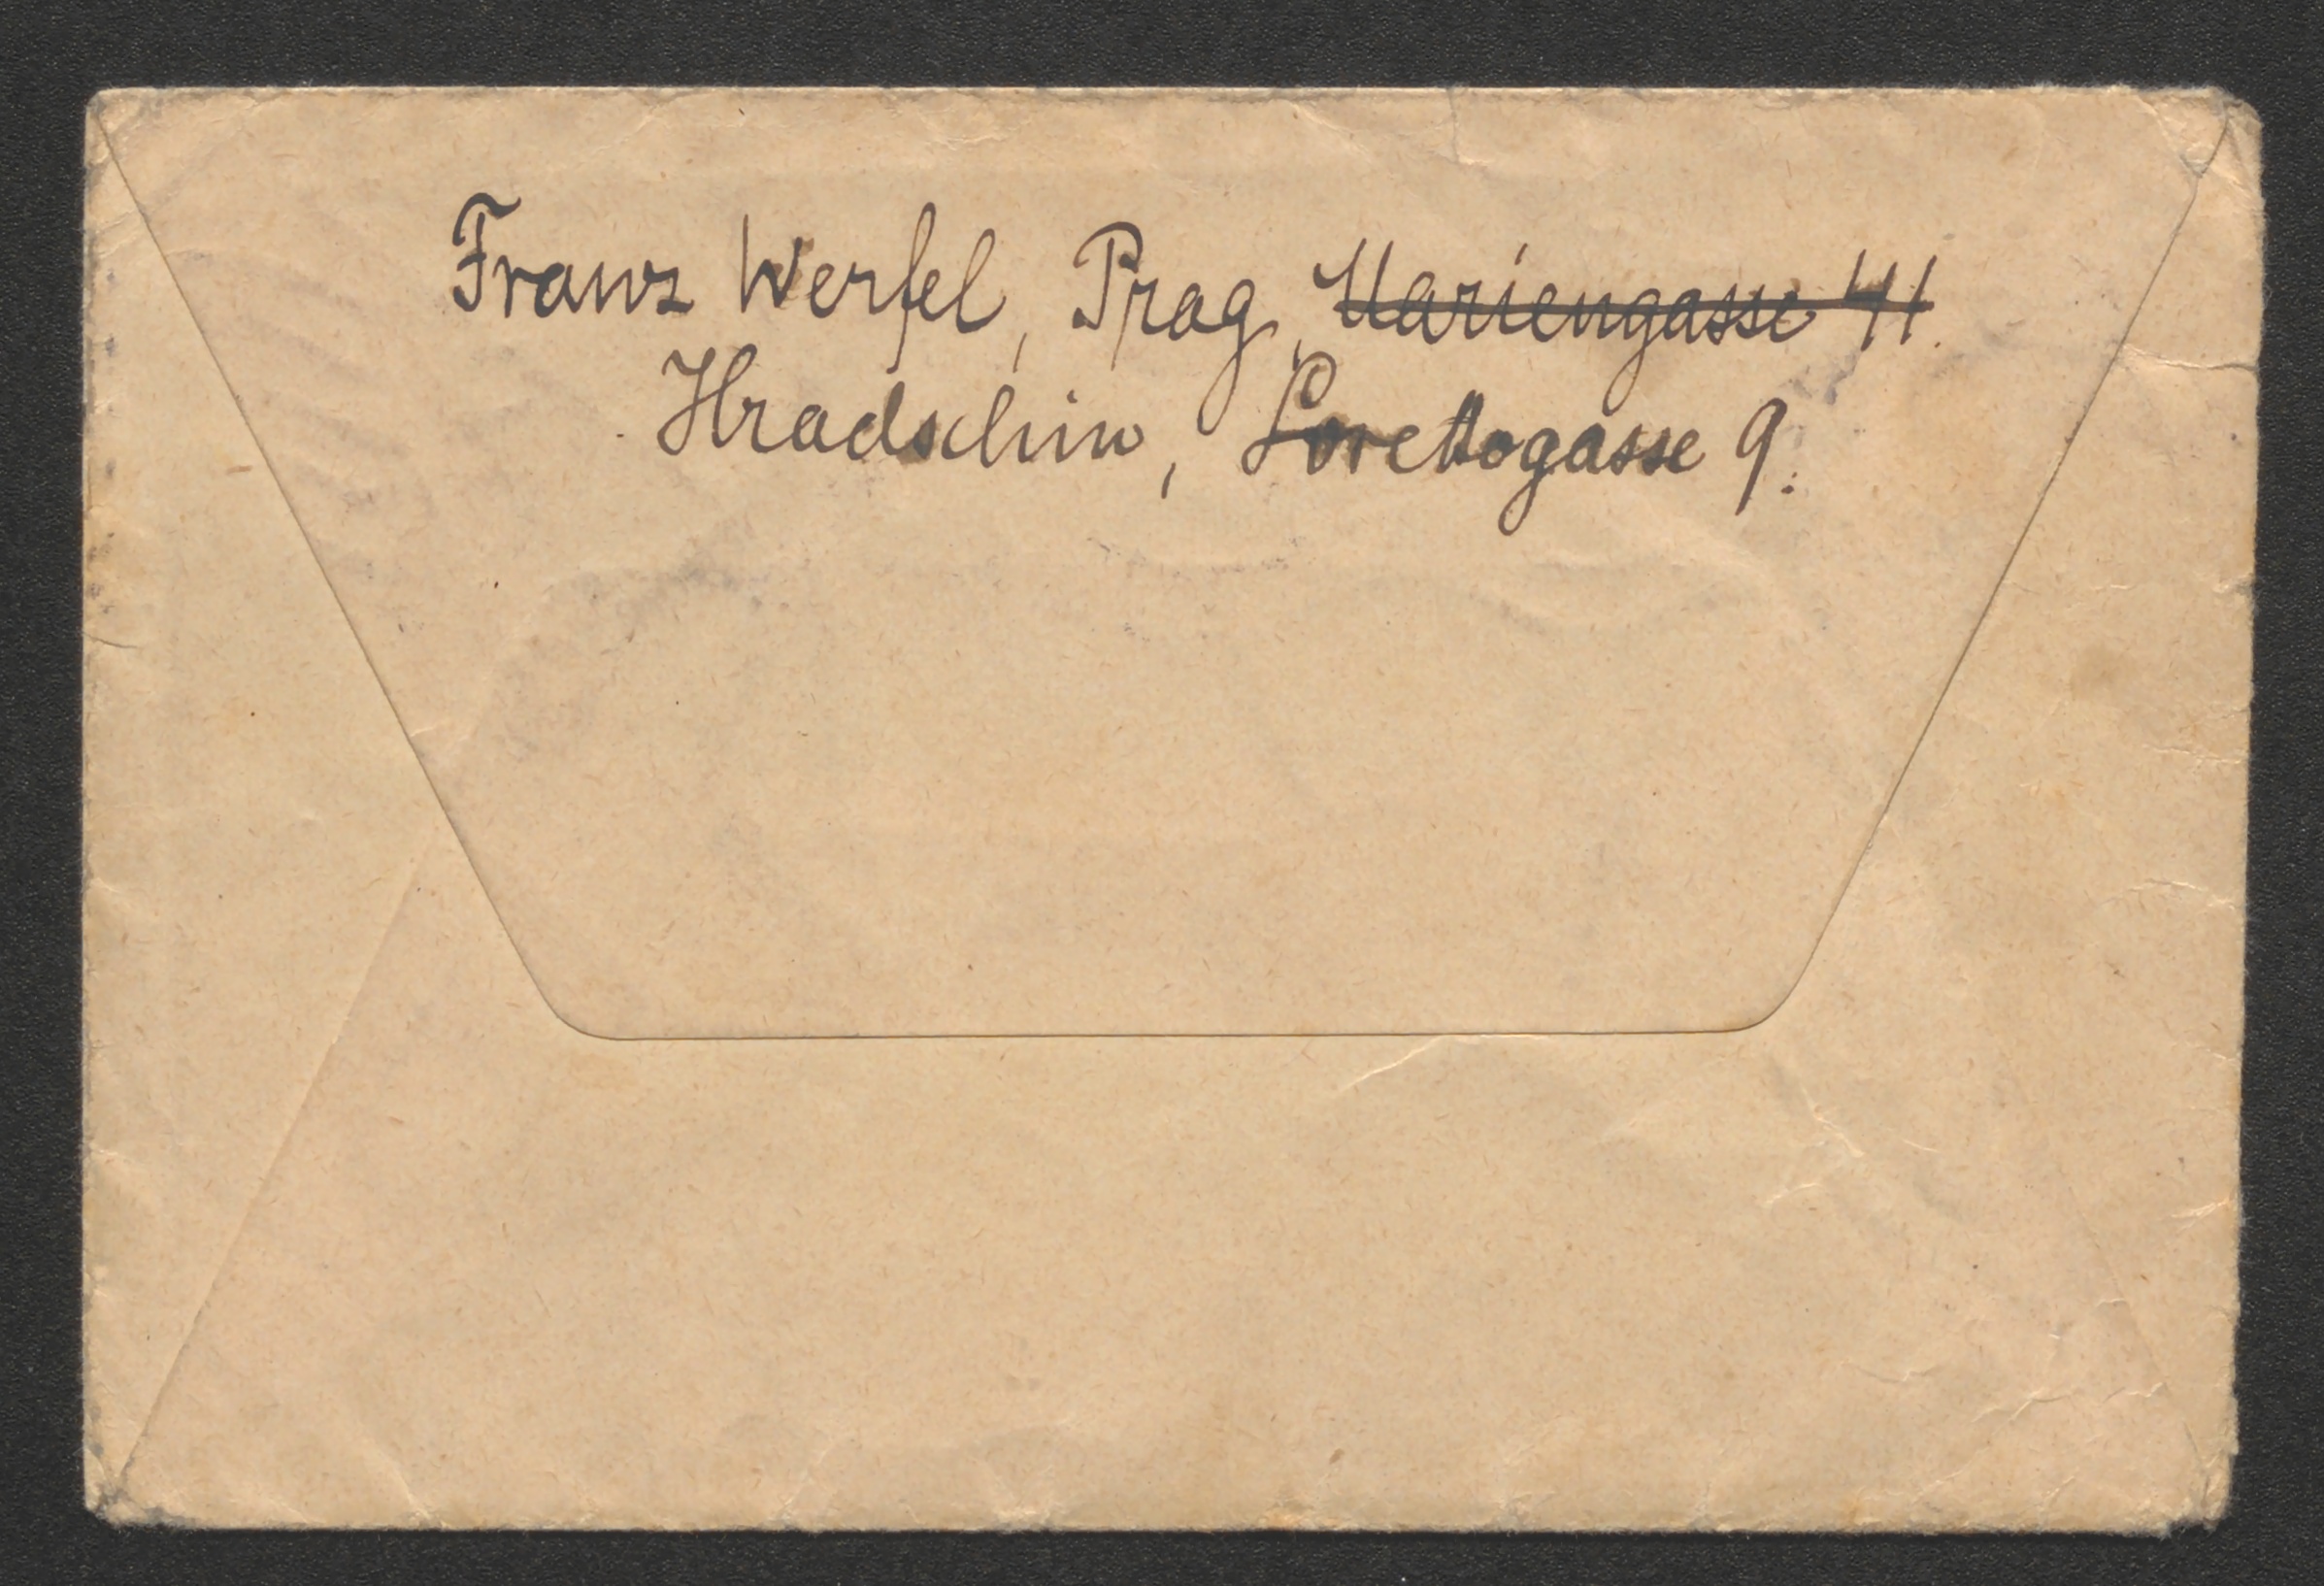 Franz Werfel, Prag, Mariengasse 41.
Hradschin, Lorettogasse 9.